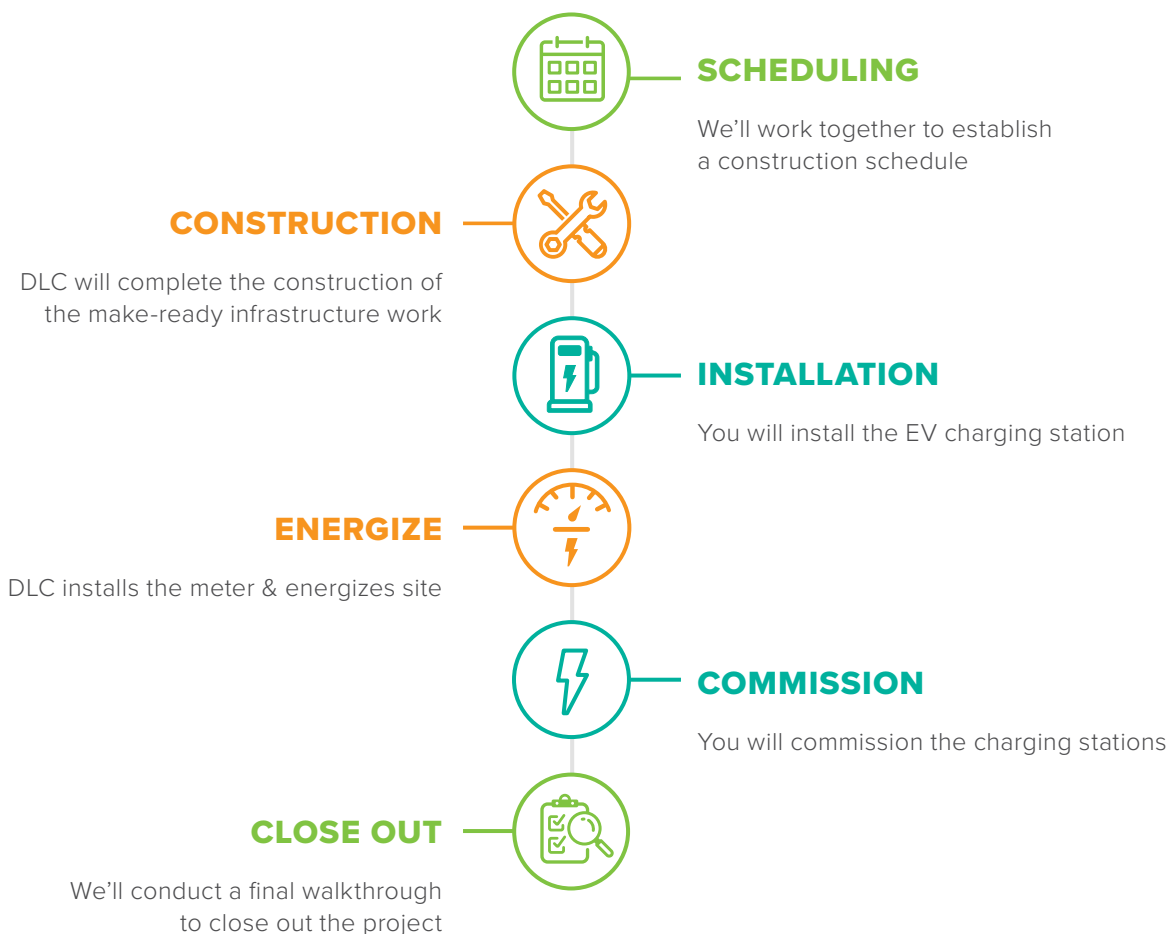 SCHEDULING
We’ll work together to establish
a construction schedule
CONSTRUCTION
DLC will complete the construction of
the make-ready infrastructure work
INSTALLATION
You will install the EV charging station
ENERGIZE
DLC installs the meter & energizes site
COMMISSION
You will commission the charging stations
CLOSE OUT
We’ll conduct a final walkthrough
to close out the project